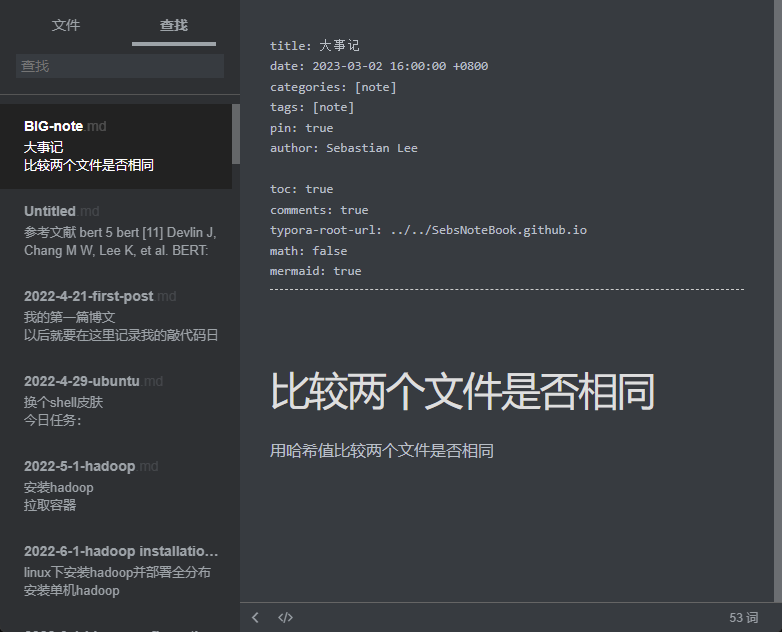 文件
查找
查找
BIG-note.md
大事记
比较两个文件是否相同
Untitled.md
参考文献 bert 5 bert [11] Devlin J,
Chang M W, Lee K, et al. BERT:
2022-4-21-first-post.md
我的第一篇博文
以后就要在这里记录我的敲代码日
2022-4-29-ubuntu.md
换个shell皮肤
今日任务：
2022-5-1-hadoop.md
安装hadoop
拉取容器
2022-6-1-hadoop installatio…
linux下安装hadoop并部署全分布
安装单机hadoop
title: 大事记
date: 2023-03-02 16:00:00 +0800
categories: [note]
tags: [note]
pin: true
author: Sebastian Lee
toc: true
comments: true
typora-root-url: ../../SebsNoteBook.github.io
math: false
mermaid: true
比较两个文件是否相同
用哈希值比较两个文件是否相同
53 词